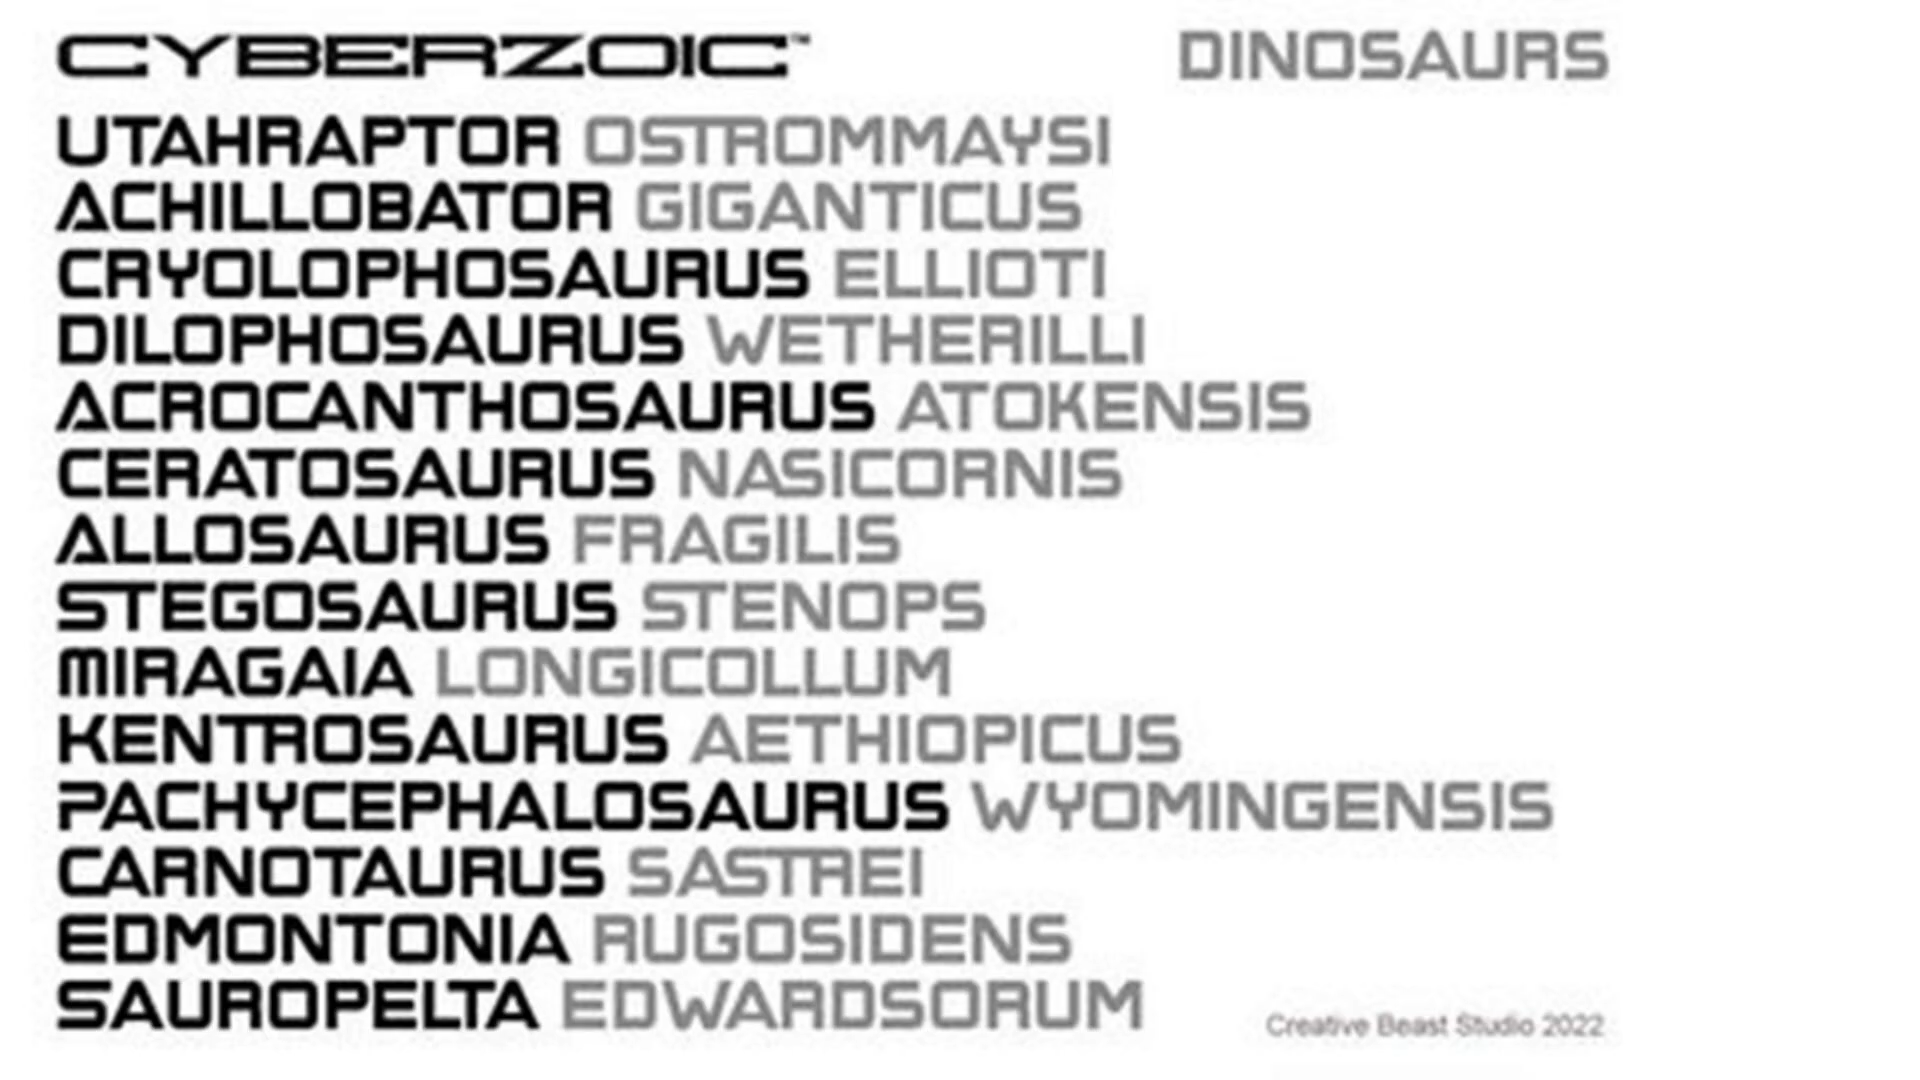 CYBERZOIC™ DINOSAURS
UTAHRAPTOR OSTROMMAYSI
ACHILLOBATOR GIGANTICUS
CRYOLOPHOSAURUS ELLIOTI
DILOPHOSAURUS WETHERILLI
ACROCANTHOSAURUS ATOKENSIS
CERATOSAURUS NASICORNIS
ALLOSAURUS FRAGILIS
STEGOSAURUS STENOPS
MIRAGAIA LONGICOLLUM
KENTROSAURUS AETHIOPICUS
PACHYCEPHALOSAURUS WYOMINGENSIS
CARNOTAURUS SASTREI
EDMONTONIA RUGOSIDENS
SAUROPELTA EDWARDSORUM
Creative Beast Studio 2022